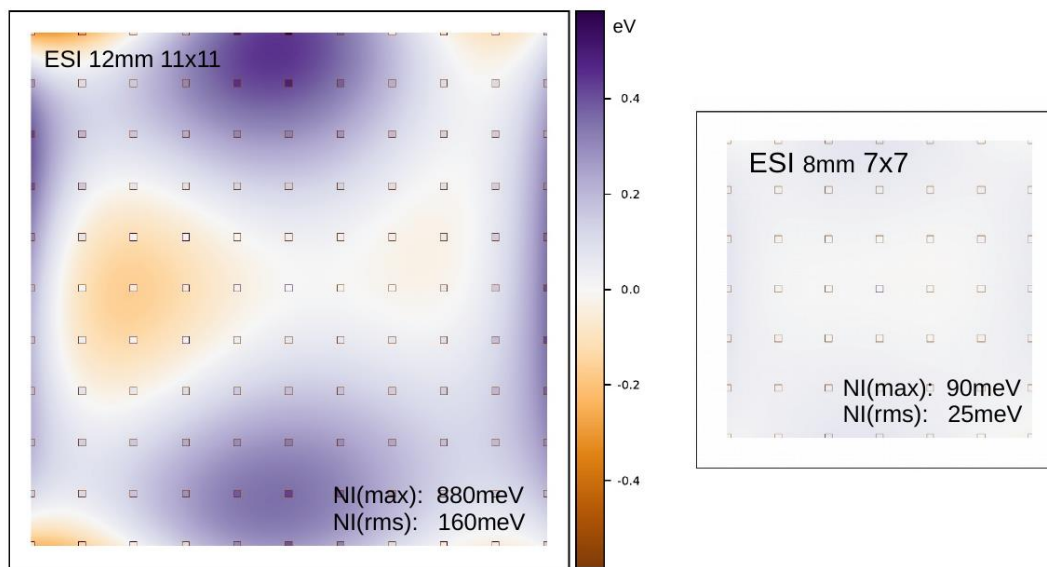 ESI 12mm 11x11
NI(max): 880meV
NI(rms): 160meV
eV
0.4
0.2
0.0
-0.2
-0.4
ESI 8mm 7x7
NI(max): 90meV
NI(rms): 25meV